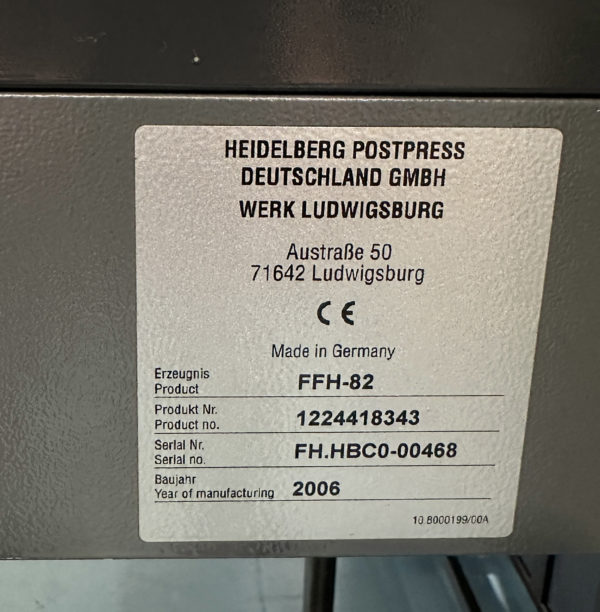 HEIDELBERG POSTPRESS
DEUTSCHLAND GMBH
WERK LUDWIGSBURG
Austraße 50
71642 Ludwigsburg
CE
Made in Germany
Erzeugnis
Product FFH-82
Produkt Nr.
Product no. 1224418343
Serial Nr.
Serial no. FH.HBC0-00468
Baujahr
Year of manufacturing 2006
10 8000199/00A